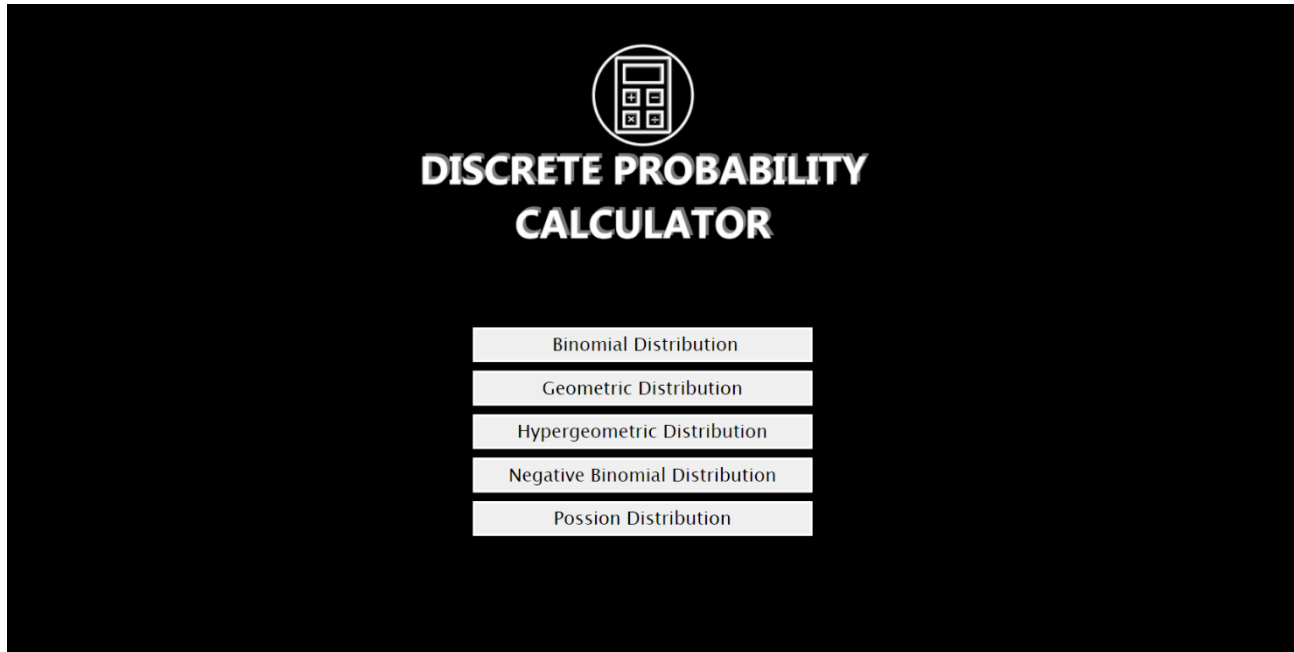 DISCRETE PROBABILITY
CALCULATOR
Binomial Distribution
Geometric Distribution
Hypergeometric Distribution
Negative Binomial Distribution
Possion Distribution